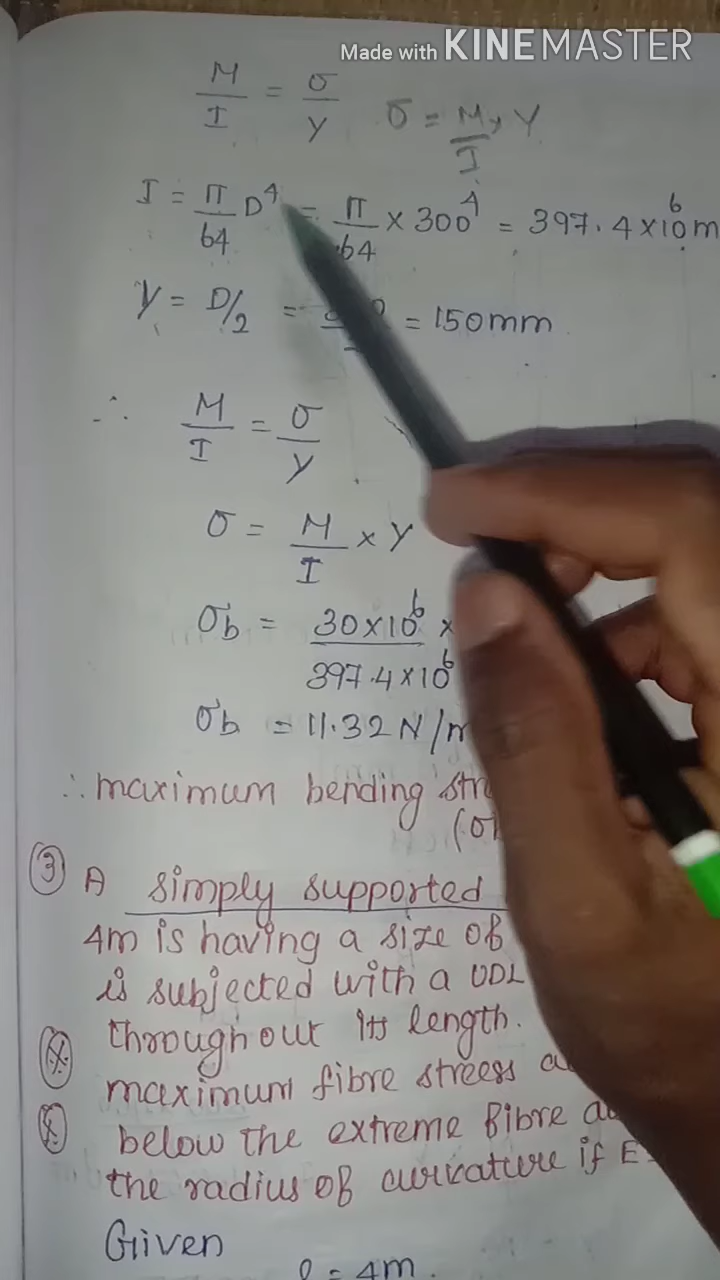 Made with KINEMASTER
M/I = σ/Y σ = M/I × Y
I = π/64 D⁴ = π/64 × 300⁴ = 397.4×10⁶ m
Y = D/2 = = 150mm
∴ M/I = σ/Y
σ = M/I × Y
σb = 30×10⁶ × / 397.4×10⁶
σb = 11.32 N/m
∴ maximum bending
③ A simply supported
4m is having a size of
is subjected with a UDL
throughout its length.
maximum fibre streess
below the extreme fibre
the radius of curvature if E
Given
l = 4m.